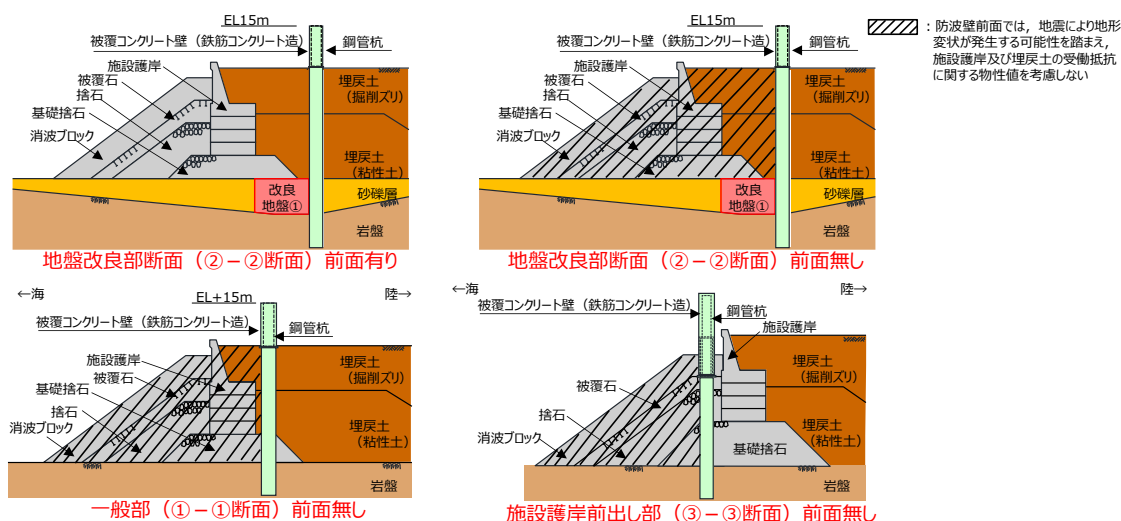 EL15m
被覆コンクリート壁（鉄筋コンクリート造）
鋼管杭
施設護岸
被覆石
捨石
基礎捨石
消波ブロック
埋戻土
（掘削ズリ）
埋戻土
（粘性土）
改良
地盤①
砂礫層
岩盤
地盤改良部断面（②－②断面）前面有り
EL15m
被覆コンクリート壁（鉄筋コンクリート造）
鋼管杭
施設護岸
被覆石
捨石
基礎捨石
消波ブロック
埋戻土
（掘削ズリ）
埋戻土
（粘性土）
改良
地盤①
砂礫層
岩盤
地盤改良部断面（②－②断面）前面無し
：防波壁前面では，地震により地形
変状が発生する可能性を踏まえ，
施設護岸及び埋戻土の受働抵抗
に関する物性値を考慮しない
←海
陸→
EL+15m
被覆コンクリート壁（鉄筋コンクリート造）
鋼管杭
施設護岸
被覆石
基礎捨石
捨石
消波ブロック
埋戻土
（掘削ズリ）
埋戻土
（粘性土）
岩盤
一般部（①－①断面）前面無し
←海
陸→
被覆コンクリート壁（鉄筋コンクリート造）
鋼管杭
施設護岸
被覆石
捨石
消波ブロック
埋戻土
（掘削ズリ）
埋戻土
（粘性土）
基礎捨石
岩盤
施設護岸前出し部（③－③断面）前面無し